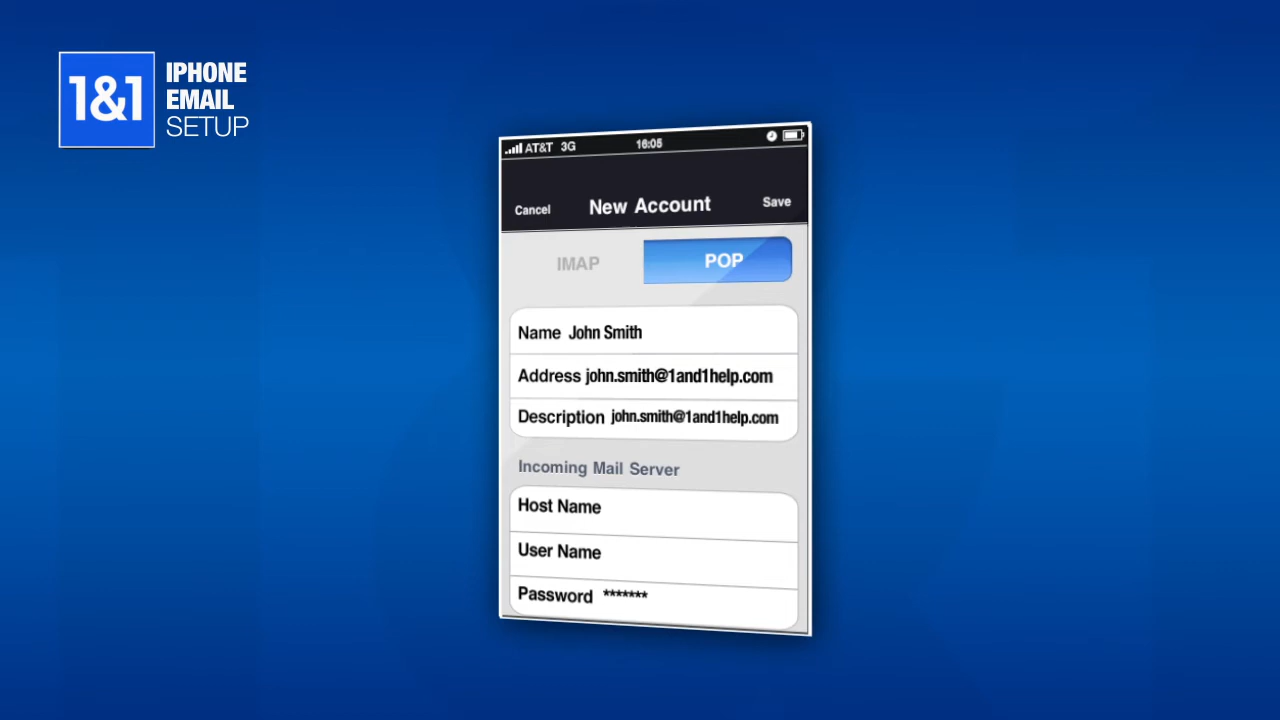 1&1
IPHONE
EMAIL
SETUP
AT&T 3G 16:05
Cancel New Account Save
IMAP POP
Name John Smith
Address john.smith@1and1help.com
Description john.smith@1and1help.com
Incoming Mail Server
Host Name
User Name
Password *******